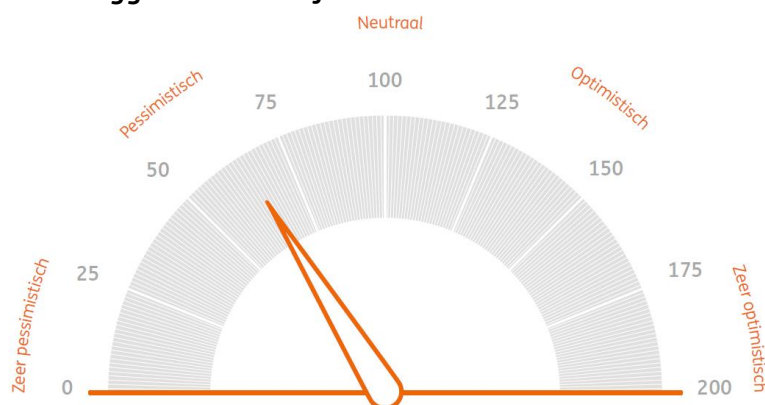 Neutraal
Pessimistisch
Optimistisch
Zeer pessimistisch
Zeer optimistisch
0
25
50
75
100
125
150
175
200